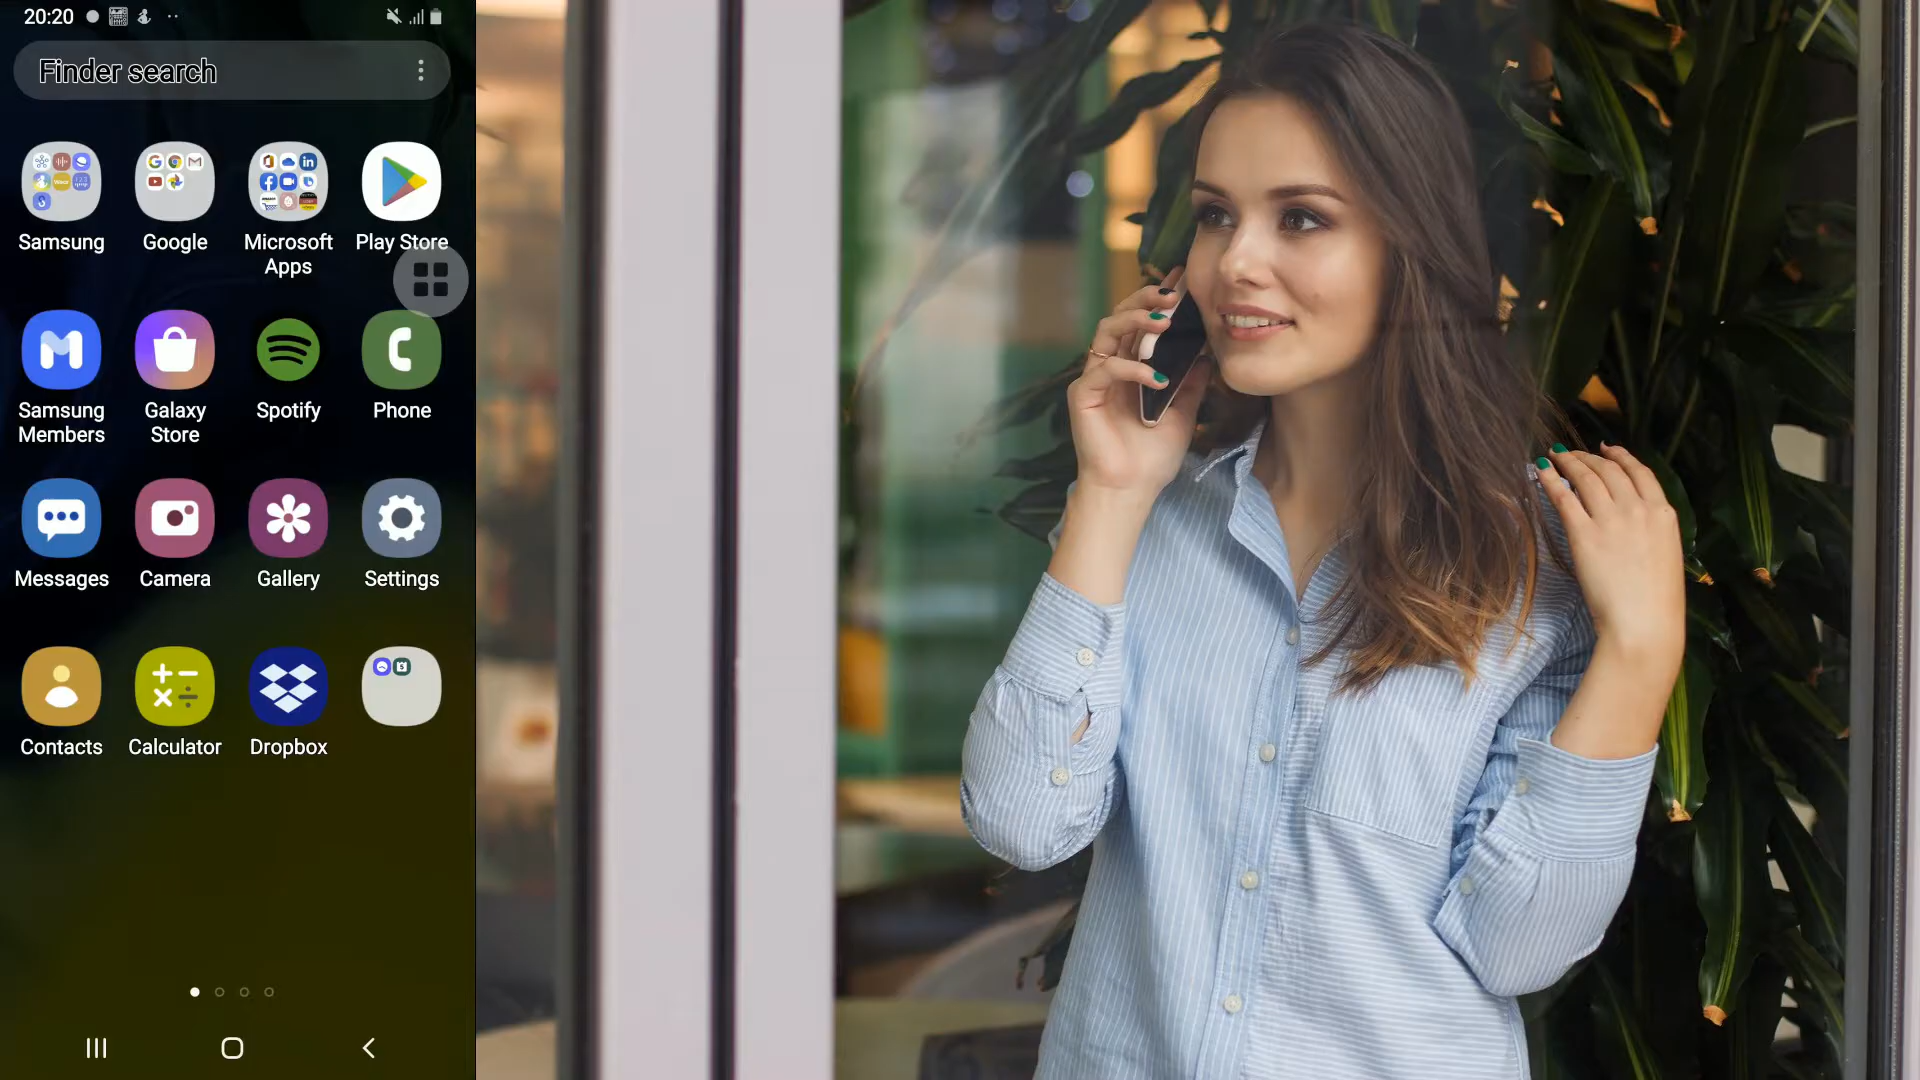 20:20
Finder search
Samsung
Google
Microsoft
Apps
Play Store
Samsung
Members
Galaxy
Store
Spotify
Phone
Messages
Camera
Gallery
Settings
Contacts
Calculator
Dropbox